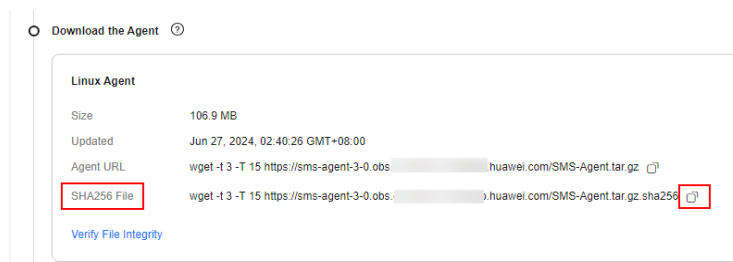 Download the Agent ?
Linux Agent
Size 106.9 MB
Updated Jun 27, 2024, 02:40:26 GMT+08:00
Agent URL wget -t 3 -T 15 https://sms-agent-3-0.obs. .huawei.com/SMS-Agent.tar.gz
SHA256 File wget -t 3 -T 15 https://sms-agent-3-0.obs. .huawei.com/SMS-Agent.tar.gz.sha256
Verify File Integrity